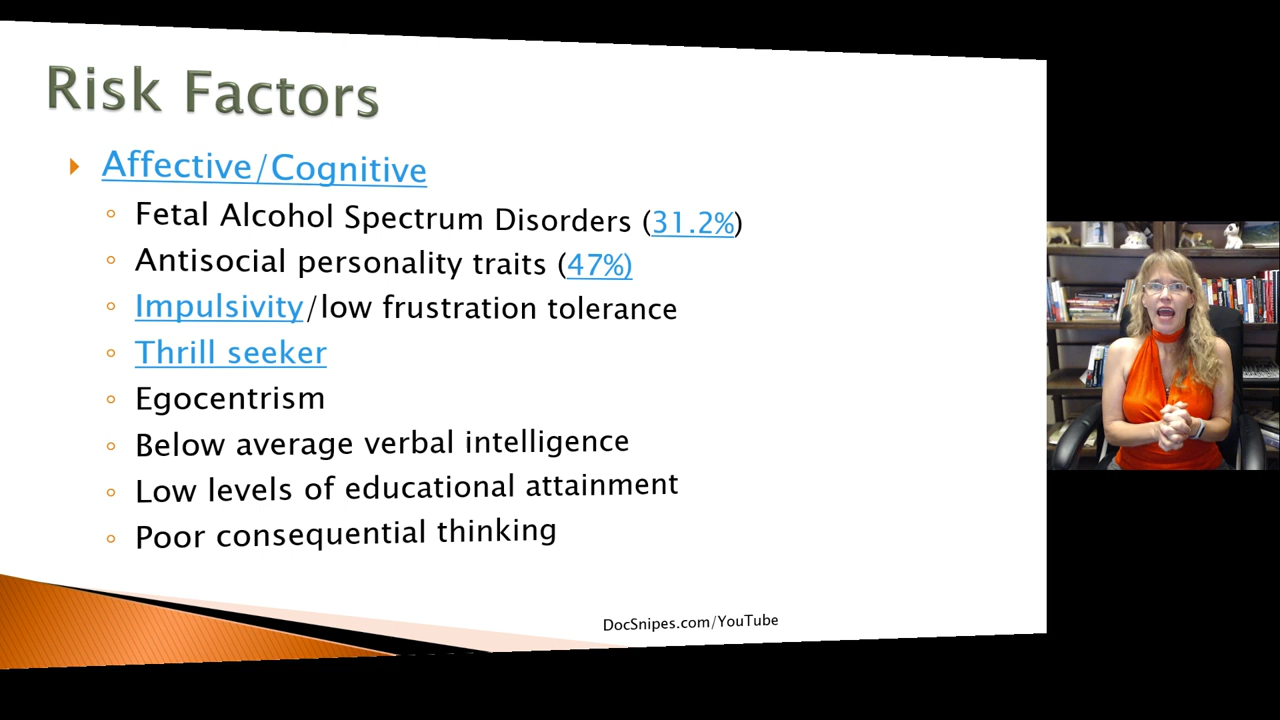 Risk Factors
Affective/Cognitive
Fetal Alcohol Spectrum Disorders (31.2%)
Antisocial personality traits (47%)
Impulsivity/low frustration tolerance
Thrill seeker
Egocentrism
Below average verbal intelligence
Low levels of educational attainment
Poor consequential thinking
DocSnipes.com/YouTube